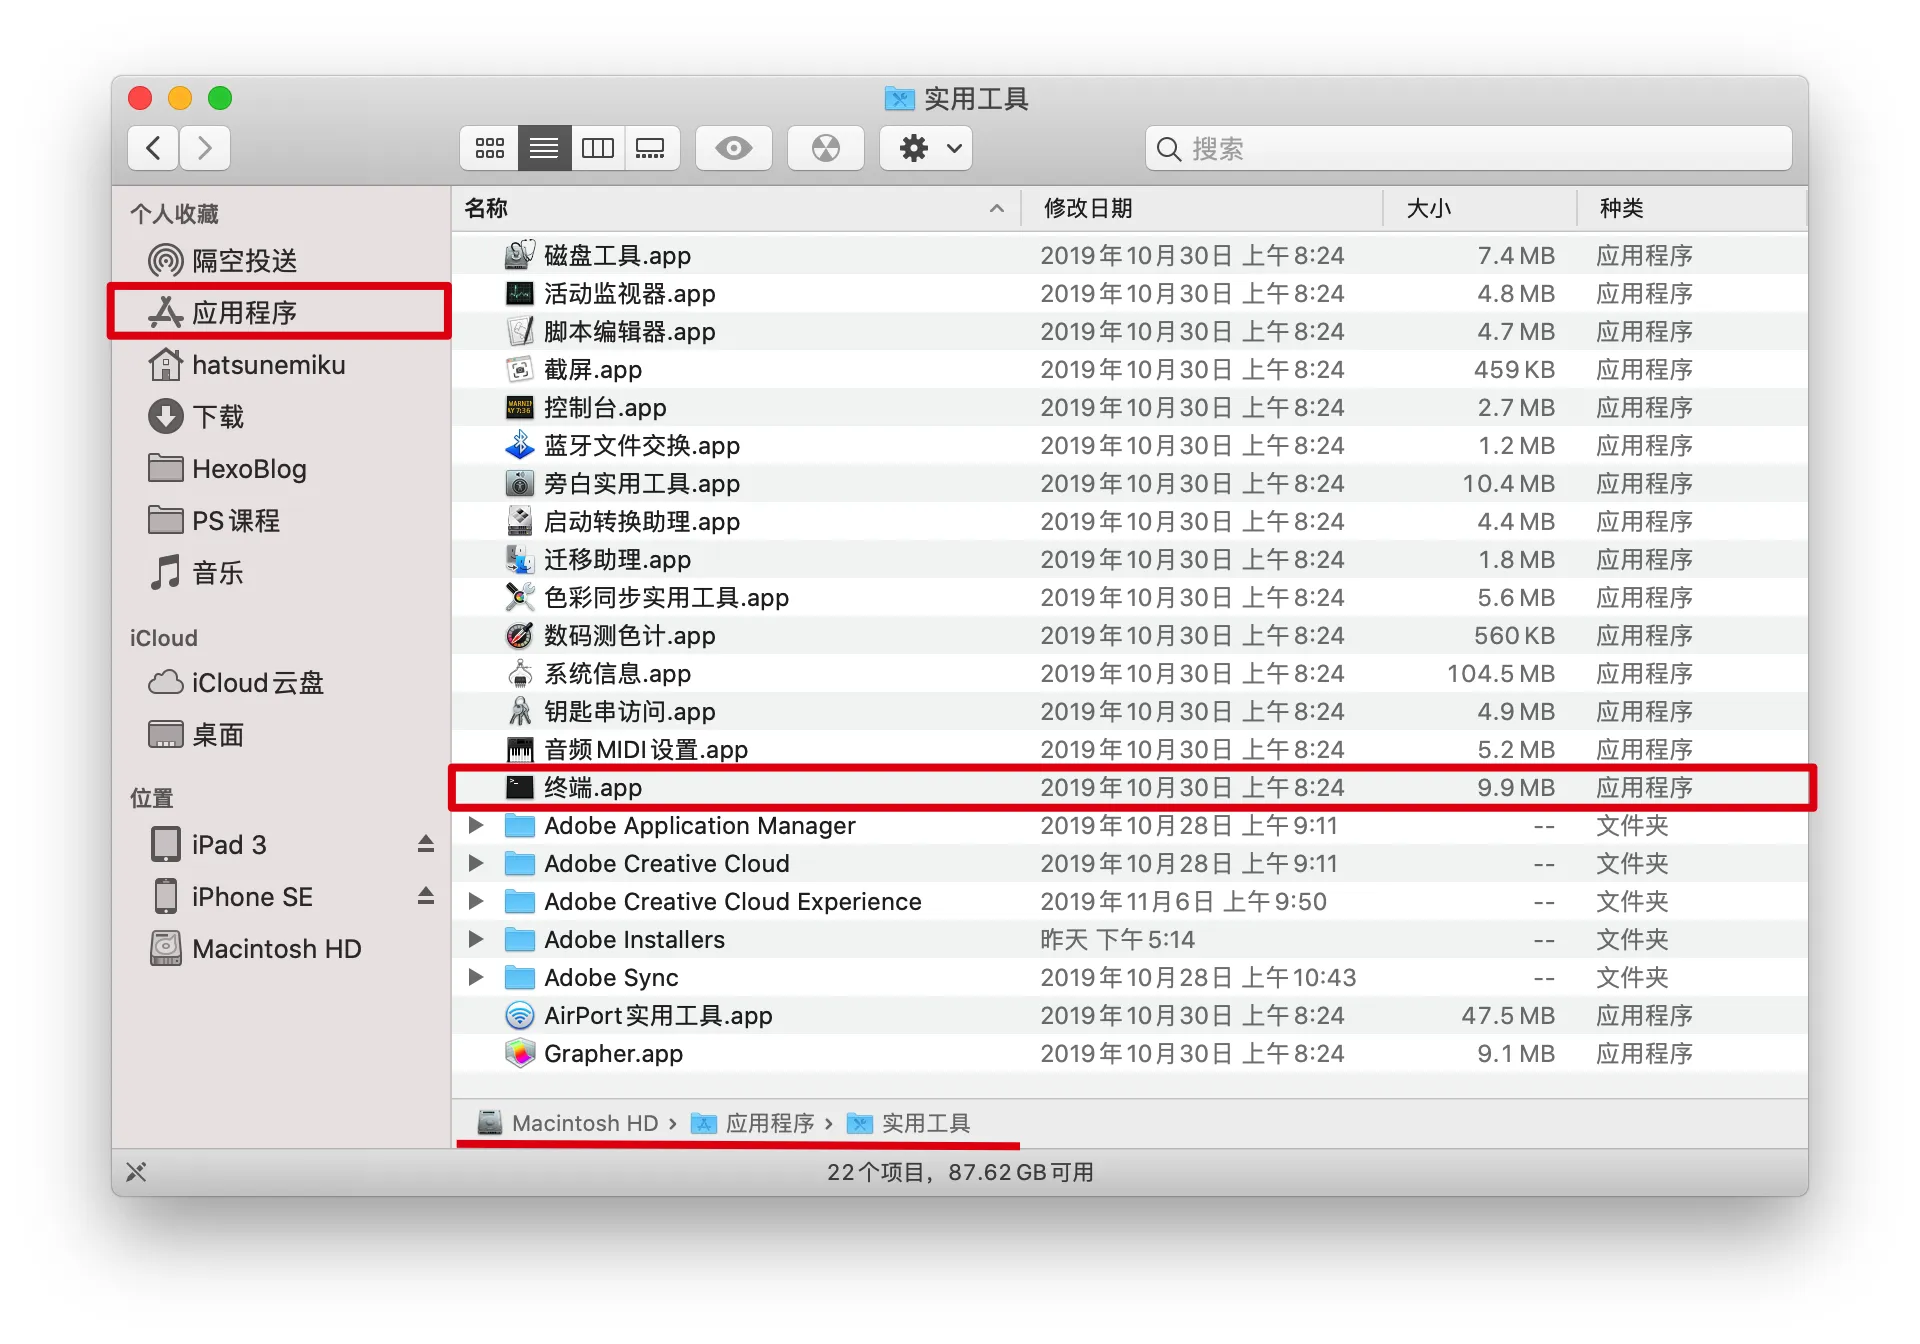 实用工具
搜索
个人收藏
隔空投送
应用程序
hatsunemiku
下载
HexoBlog
PS课程
音乐
iCloud
iCloud云盘
桌面
位置
iPad 3
iPhone SE
Macintosh HD
名称 修改日期 大小 种类
磁盘工具.app 2019年10月30日 上午8:24 7.4 MB 应用程序
活动监视器.app 2019年10月30日 上午8:24 4.8 MB 应用程序
脚本编辑器.app 2019年10月30日 上午8:24 4.7 MB 应用程序
截屏.app 2019年10月30日 上午8:24 459 KB 应用程序
控制台.app 2019年10月30日 上午8:24 2.7 MB 应用程序
蓝牙文件交换.app 2019年10月30日 上午8:24 1.2 MB 应用程序
旁白实用工具.app 2019年10月30日 上午8:24 10.4 MB 应用程序
启动转换助理.app 2019年10月30日 上午8:24 4.4 MB 应用程序
迁移助理.app 2019年10月30日 上午8:24 1.8 MB 应用程序
色彩同步实用工具.app 2019年10月30日 上午8:24 5.6 MB 应用程序
数码测色计.app 2019年10月30日 上午8:24 560 KB 应用程序
系统信息.app 2019年10月30日 上午8:24 104.5 MB 应用程序
钥匙串访问.app 2019年10月30日 上午8:24 4.9 MB 应用程序
音频MIDI设置.app 2019年10月30日 上午8:24 5.2 MB 应用程序
终端.app 2019年10月30日 上午8:24 9.9 MB 应用程序
Adobe Application Manager 2019年10月28日 上午9:11 -- 文件夹
Adobe Creative Cloud 2019年10月28日 上午9:11 -- 文件夹
Adobe Creative Cloud Experience 2019年11月6日 上午9:50 -- 文件夹
Adobe Installers 昨天 下午5:14 -- 文件夹
Adobe Sync 2019年10月28日 上午10:43 -- 文件夹
AirPort实用工具.app 2019年10月30日 上午8:24 47.5 MB 应用程序
Grapher.app 2019年10月30日 上午8:24 9.1 MB 应用程序
Macintosh HD › 应用程序 › 实用工具
22个项目，87.62 GB可用